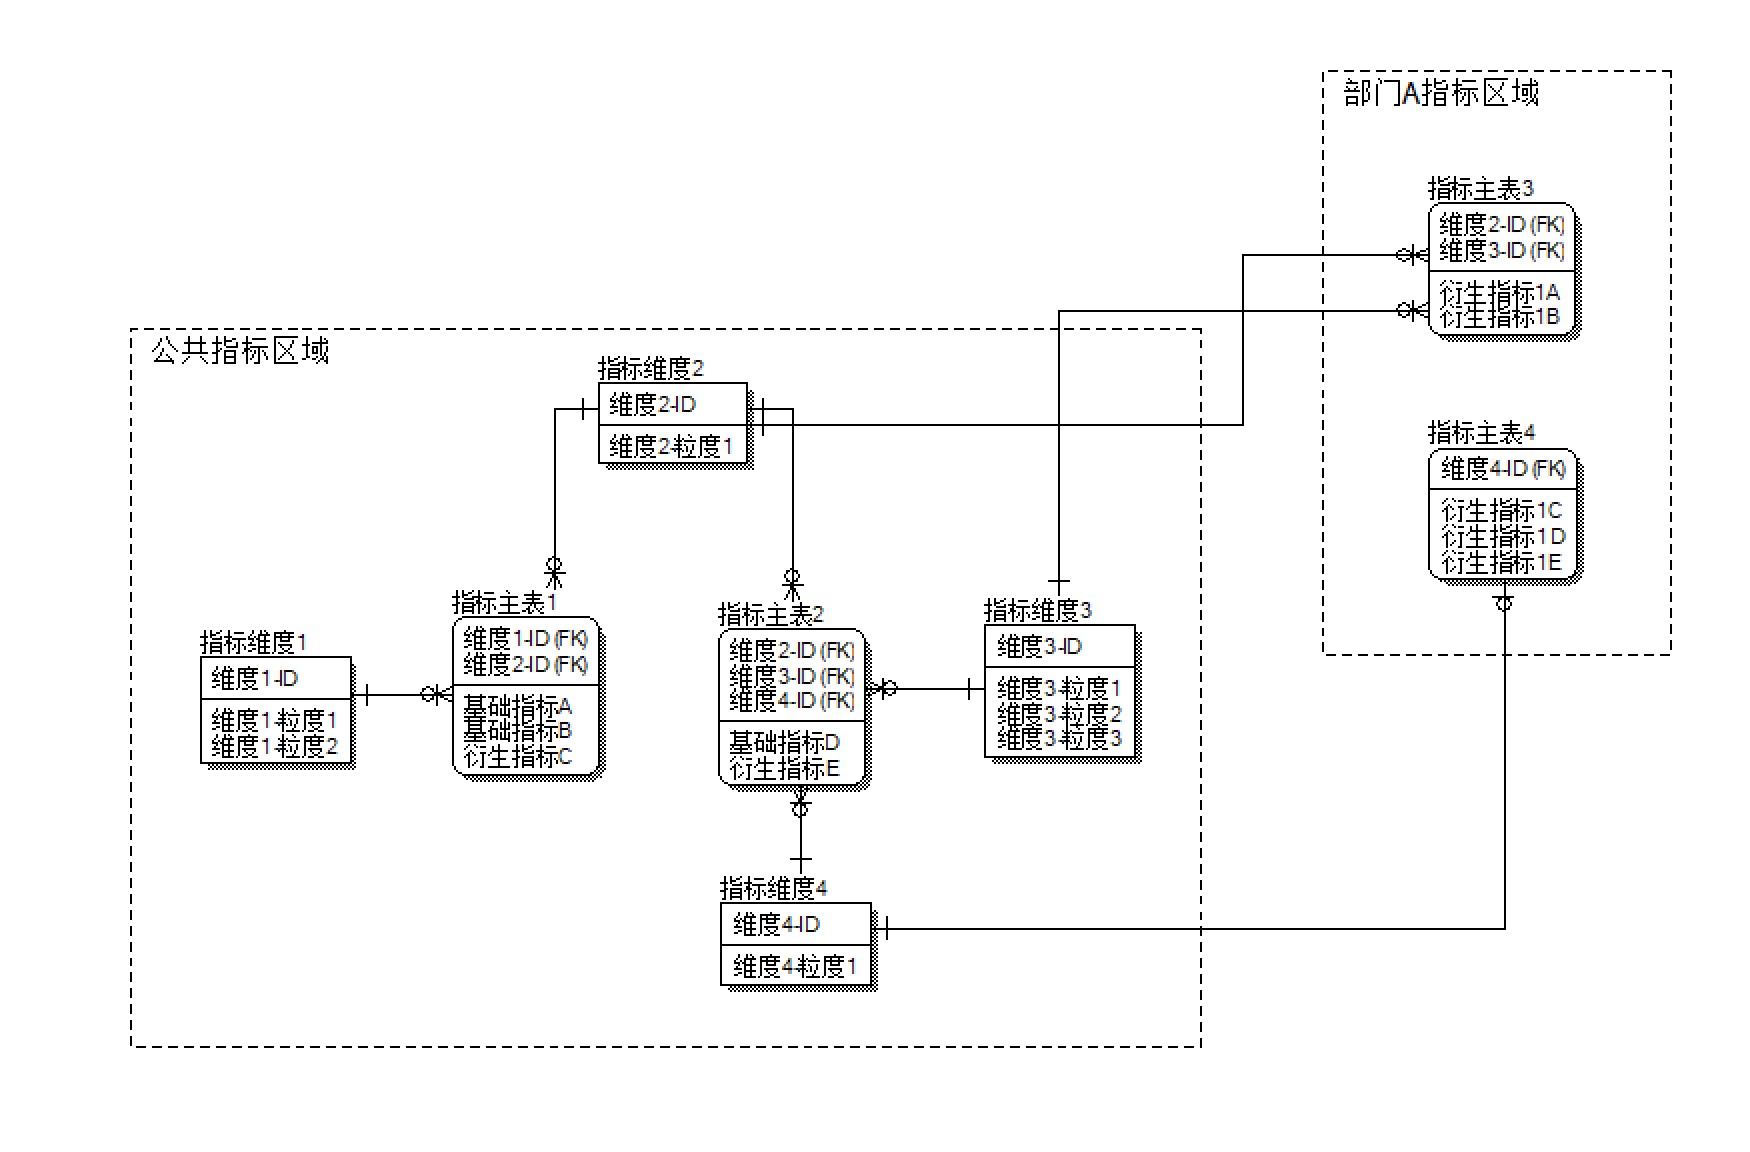 部门A指标区域
指标主表3
维度2-ID (FK)
维度3-ID (FK)
衍生指标1A
衍生指标1B
公共指标区域
指标维度2
维度2-ID
维度2-粒度1
指标主表4
维度4-ID (FK)
衍生指标1C
衍生指标1D
衍生指标1E
指标维度1
维度1-ID
维度1-粒度1
维度1-粒度2
指标主表1
维度1-ID (FK)
维度2-ID (FK)
基础指标A
基础指标B
衍生指标C
指标主表2
维度2-ID (FK)
维度3-ID (FK)
维度4-ID (FK)
基础指标D
衍生指标E
指标维度3
维度3-ID
维度3-粒度1
维度3-粒度2
维度3-粒度3
指标维度4
维度4-ID
维度4-粒度1